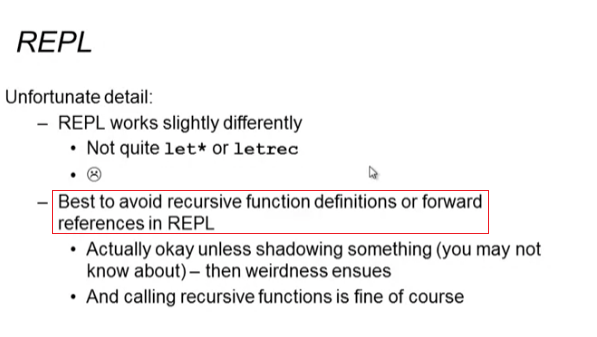 REPL
Unfortunate detail:
– REPL works slightly differently
• Not quite let* or letrec
• ☹
– Best to avoid recursive function definitions or forward
references in REPL
• Actually okay unless shadowing something (you may not
know about) – then weirdness ensues
• And calling recursive functions is fine of course